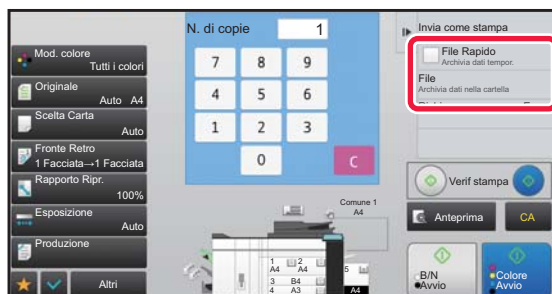 N. di copie
1
7 8 9
4 5 6
1 2 3
0 C
Mod. colore
Tutti i colori
Originale
Auto A4
Scelta Carta
Auto
Fronte Retro
1 Facciata→1 Facciata
Rapporto Ripr.
100%
Esposizione
Auto
Produzione
Altri
Comune 1
A4
1 A4
2 A4
3 B4
4 A3
5
A4
Invia come stampa
File Rapido
Archivia dati tempor.
File
Archivia dati nella cartella
Verif stampa
Anteprima
CA
B/N
Avvio
Colore
Avvio